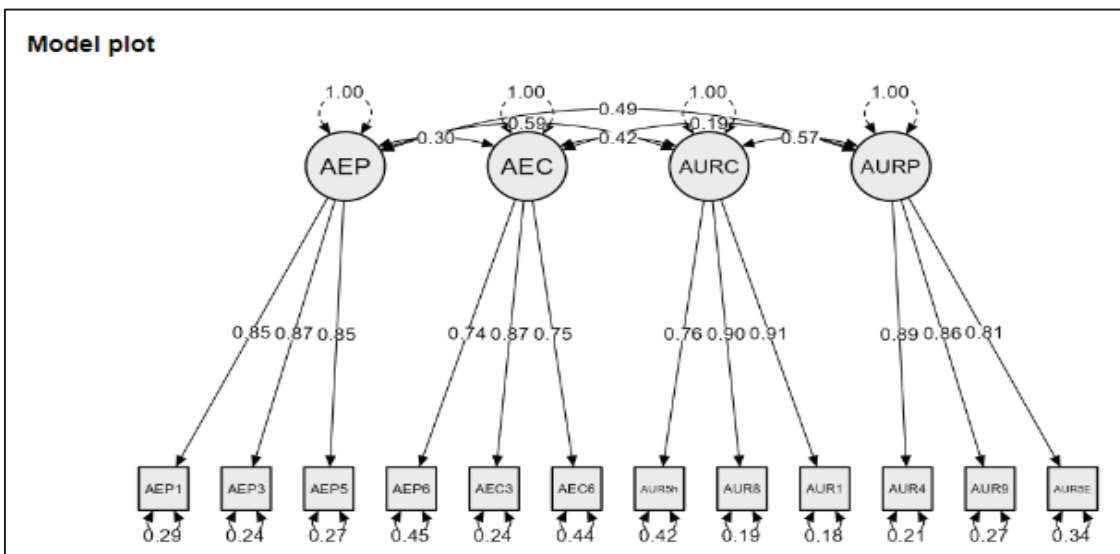 Model plot
1.00 1.00 1.00 1.00
0.49
0.30 0.59 0.42 0.19 0.57
AEP AEC AURC AURP
0.85 0.87 0.85 0.74 0.87 0.75 0.76 0.90 0.91 0.89 0.86 0.81
AEP1 AEP3 AEP5 AEP6 AEC3 AEC6 AUR5h AUR8 AUR1 AUR4 AUR9 AUR5E
0.29 0.24 0.27 0.45 0.24 0.44 0.42 0.19 0.18 0.21 0.27 0.34